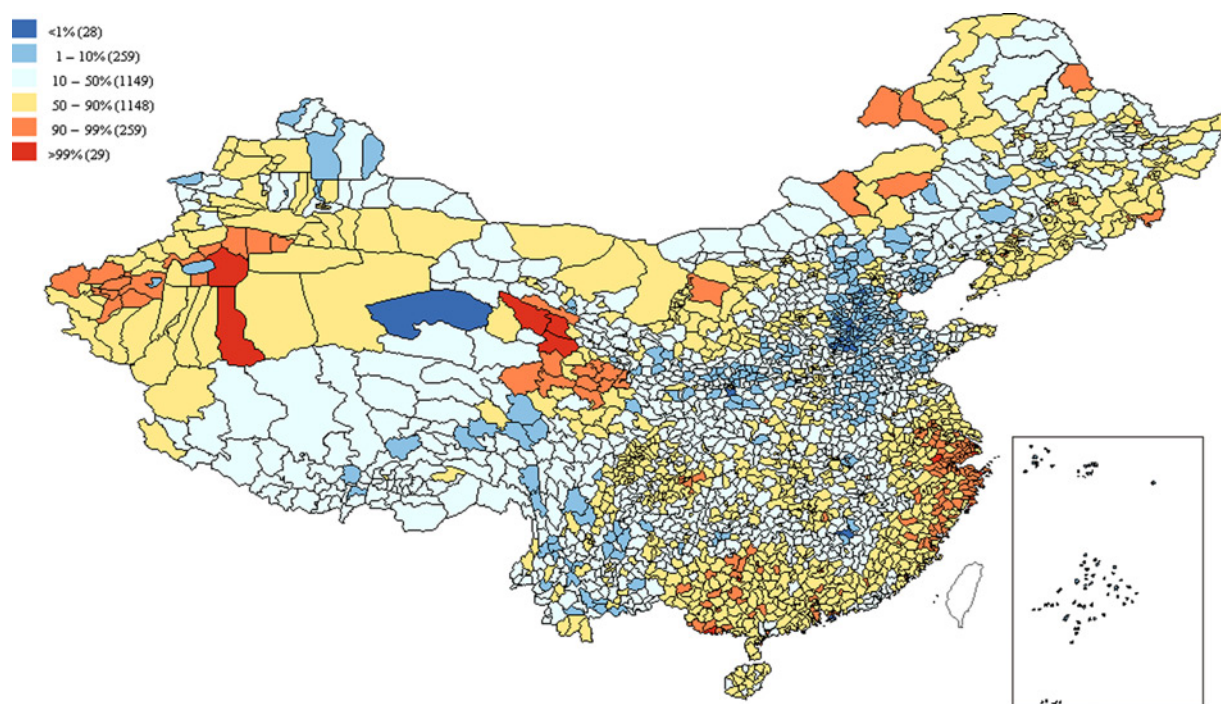 <1% (28)
1 – 10% (259)
10 – 50% (1149)
50 – 90% (1148)
90 – 99% (259)
>99% (29)